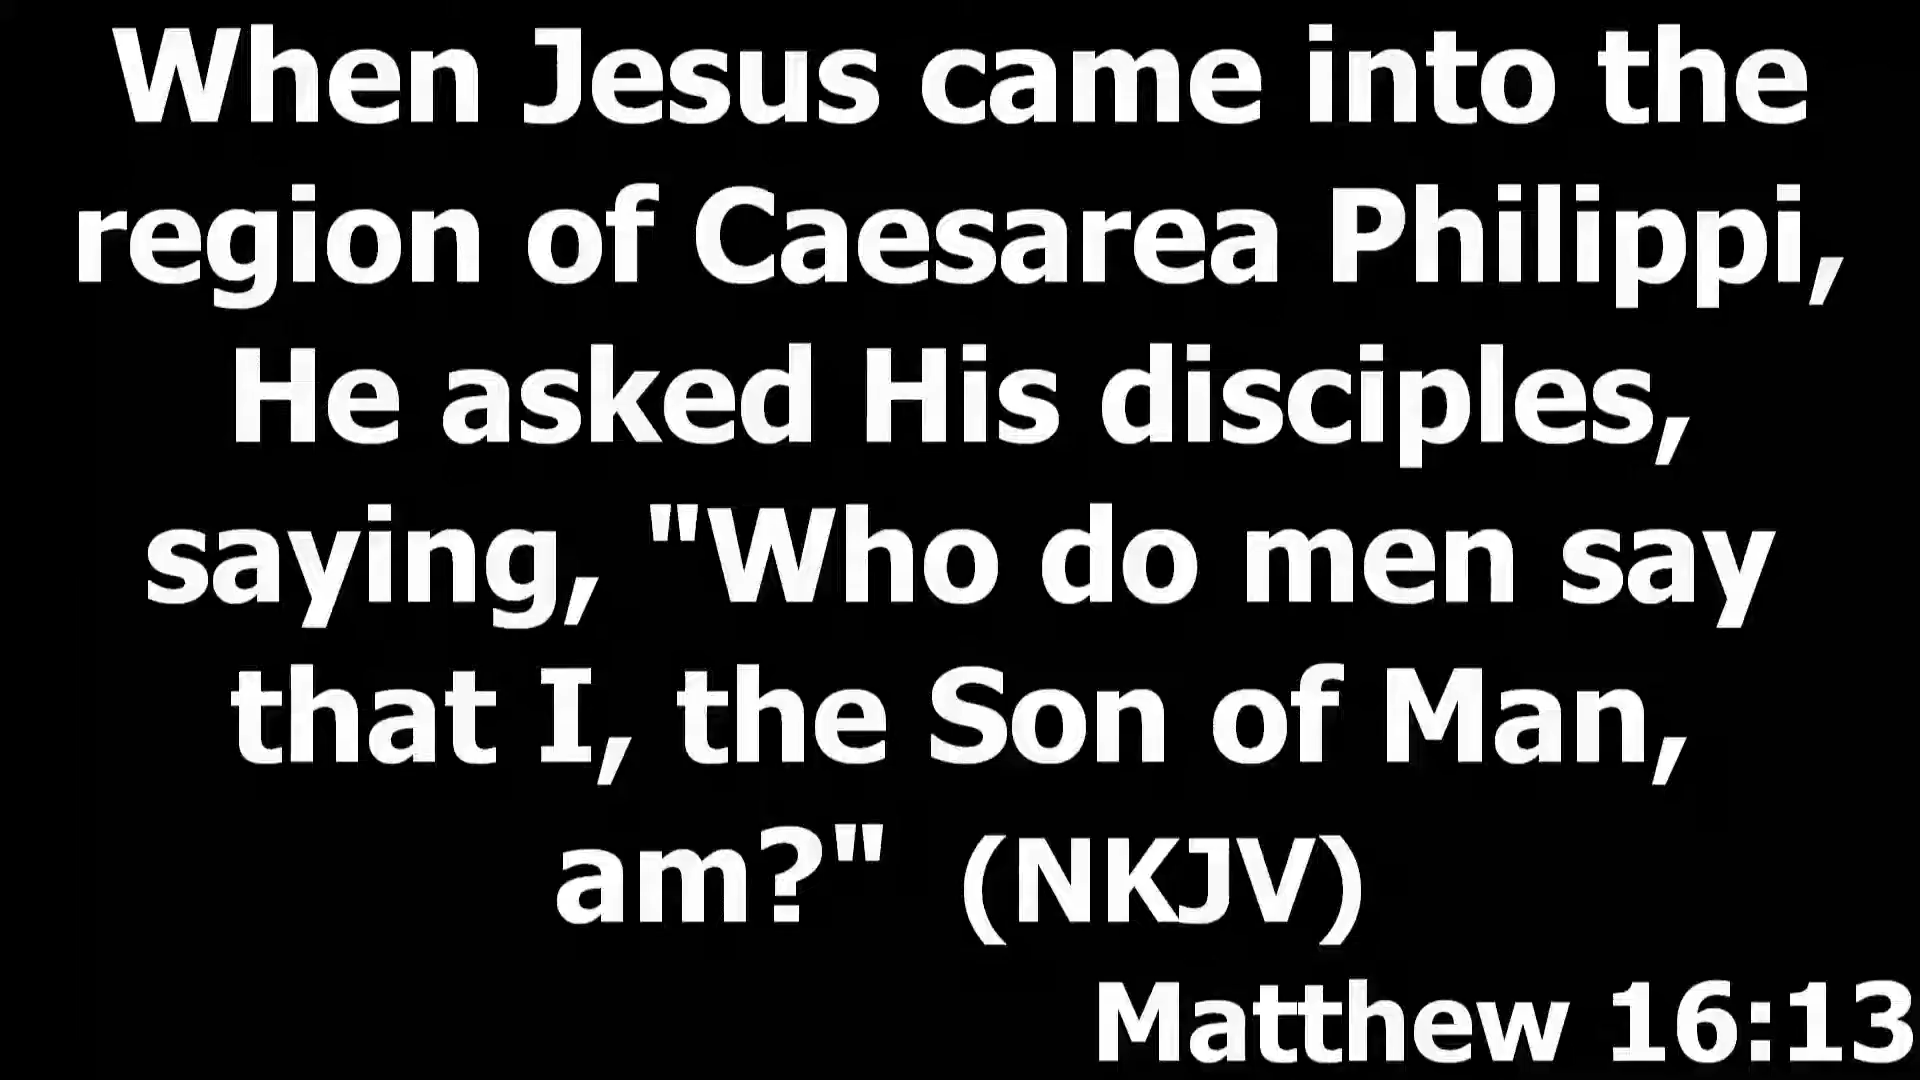 When Jesus came into the
region of Caesarea Philippi,
He asked His disciples,
saying, "Who do men say
that I, the Son of Man,
am?"  (NKJV)
Matthew 16:13